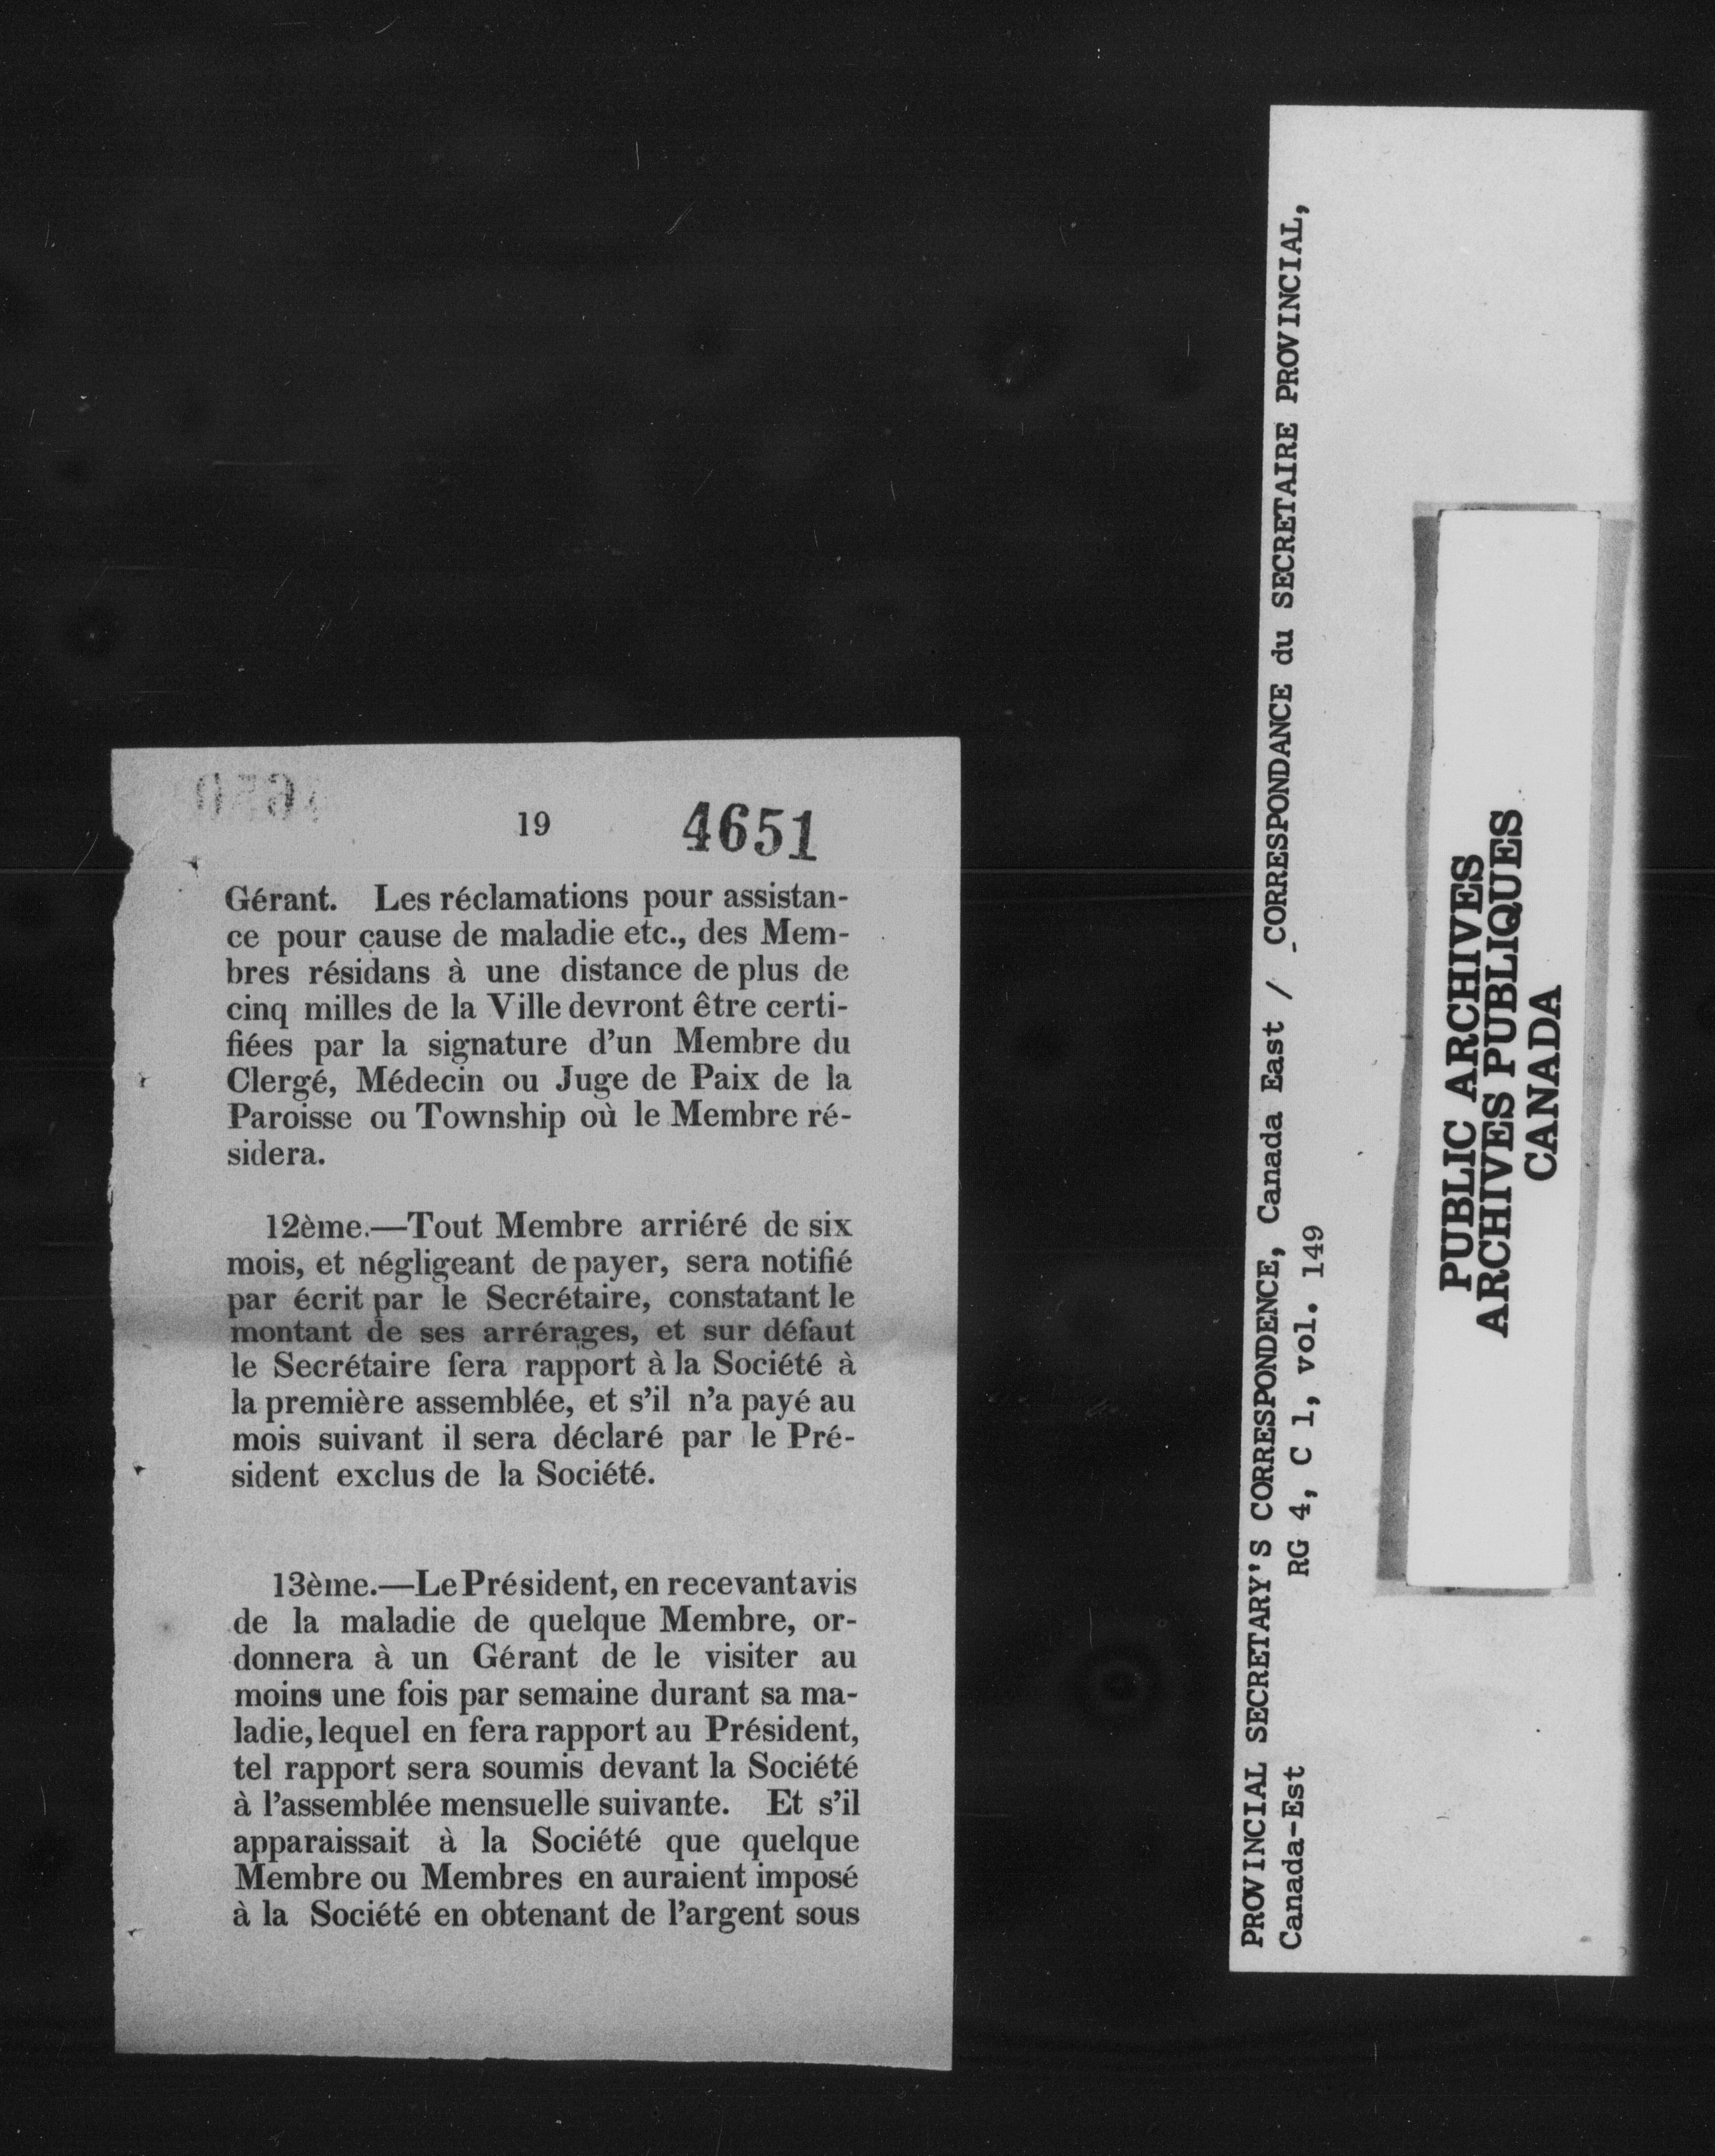 19
4651
Gérant. Les réclamations pour assistan-
ce pour cause de maladie etc., des Mem-
bres résidans à une distance de plus de
cinq milles de la Ville devront être certi-
fiées par la signature d'un Membre du
Clergé, Médecin ou Juge de Paix de la
Paroisse ou Township où le Membre ré-
sidera.
12ème.—Tout Membre arriéré de six
mois, et négligeant de payer, sera notifié
par écrit par le Secrétaire, constatant le
montant de ses arrérages, et sur défaut
le Secrétaire fera rapport à la Société à
la première assemblée, et s'il n'a payé au
mois suivant il sera déclaré par le Pré-
sident exclus de la Société.
13ème.—Le Président, en recevant avis
de la maladie de quelque Membre, or-
donnera à un Gérant de le visiter au
moins une fois par semaine durant sa ma-
ladie, lequel en fera rapport au Président,
tel rapport sera soumis devant la Société
à l'assemblée mensuelle suivante. Et s'il
apparaissait à la Société que quelque
Membre ou Membres en auraient imposé
à la Société en obtenant de l'argent sous
PROVINCIAL SECRETARY'S CORRESPONDENCE, Canada East / CORRESPONDANCE du SECRETAIRE PROVINCIAL,
Canada-Est RG 4, C 1, vol. 149
PUBLIC ARCHIVES
ARCHIVES PUBLIQUES
CANADA